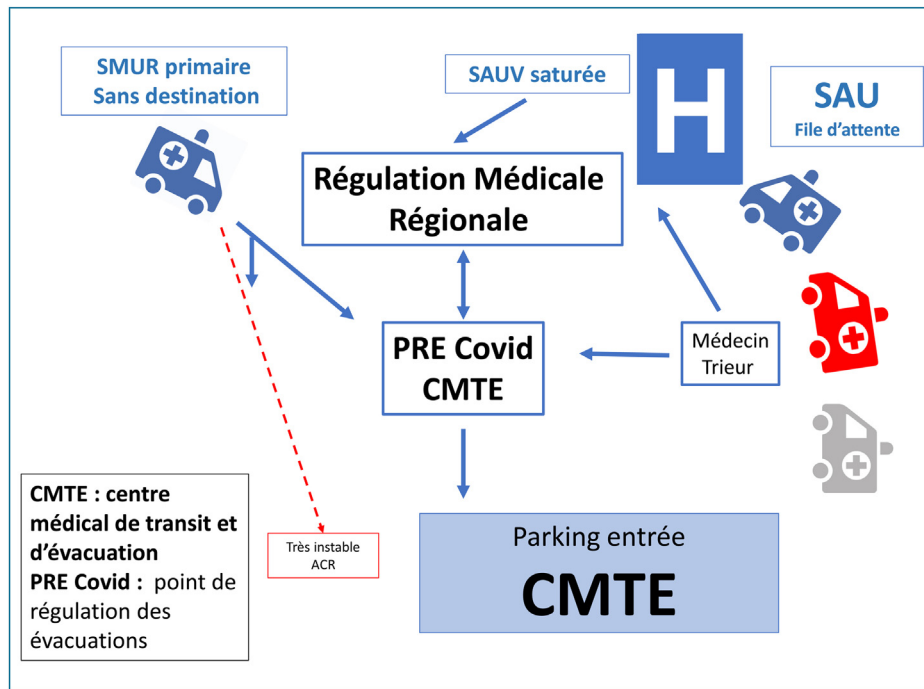 SMUR primaire
Sans destination
SAUV saturée
H
SAU
File d'attente
Régulation Médicale
Régionale
PRE Covid
CMTE
Médecin
Trieur
CMTE : centre
médical de transit et
d'évacuation
PRE Covid : point de
régulation des
évacuations
Très instable
ACR
Parking entrée
CMTE